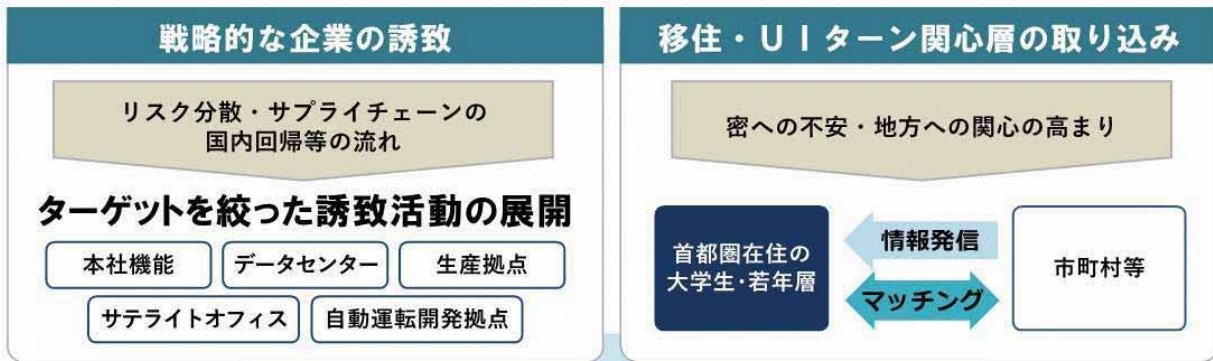 戦略的な企業の誘致
リスク分散・サプライチェーンの
国内回帰等の流れ
ターゲットを絞った誘致活動の展開
本社機能
データセンター
生産拠点
サテライトオフィス
自動運転開発拠点
移住・UIターン関心層の取り込み
密への不安・地方への関心の高まり
首都圏在住の
大学生・若年層
情報発信
マッチング
市町村等